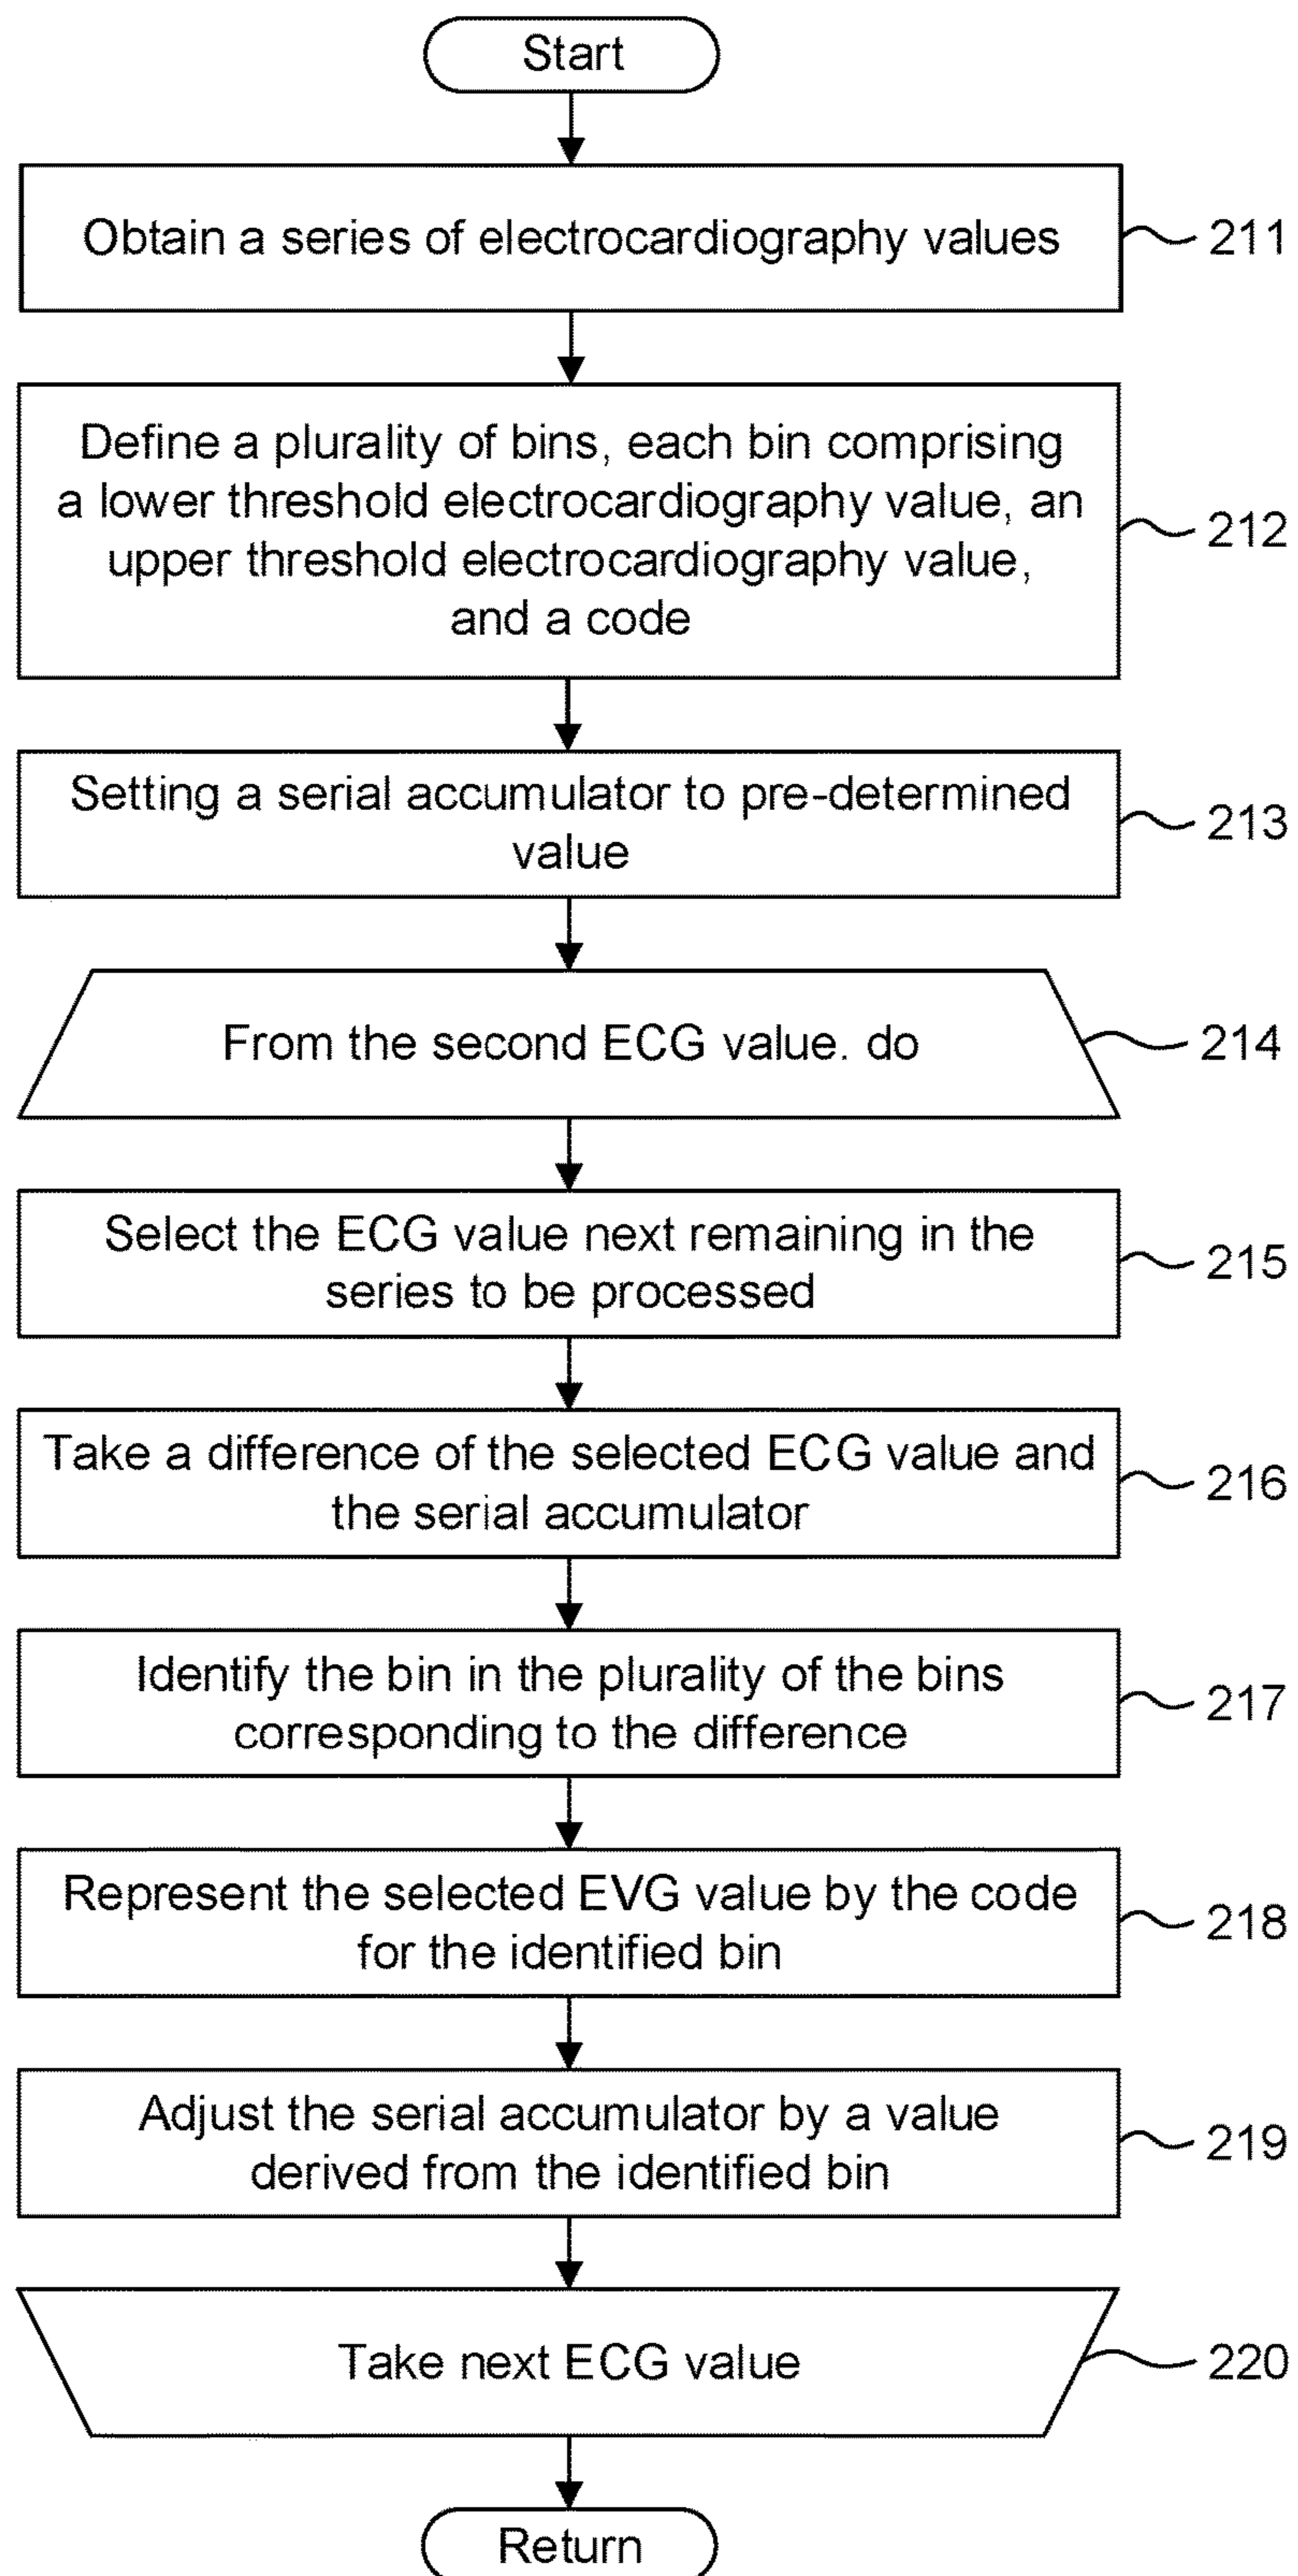 Start
Obtain a series of electrocardiography values
211
Define a plurality of bins, each bin comprising
a lower threshold electrocardiography value, an
upper threshold electrocardiography value,
and a code
212
Setting a serial accumulator to pre-determined
value
213
From the second ECG value. do
214
Select the ECG value next remaining in the
series to be processed
215
Take a difference of the selected ECG value and
the serial accumulator
216
Identify the bin in the plurality of the bins
corresponding to the difference
217
Represent the selected EVG value by the code
for the identified bin
218
Adjust the serial accumulator by a value
derived from the identified bin
219
Take next ECG value
220
Return